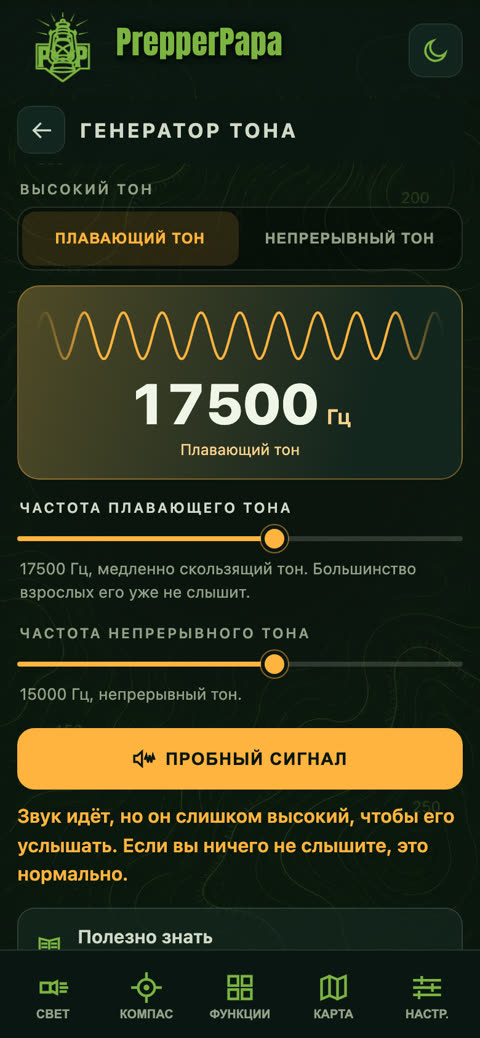 PrepperPapa
ГЕНЕРАТОР ТОНА
ВЫСОКИЙ ТОН
200
ПЛАВАЮЩИЙ ТОН
НЕПРЕРЫВНЫЙ ТОН
17500 Гц
Плавающий тон
ЧАСТОТА ПЛАВАЮЩЕГО ТОНА
17500 Гц, медленно скользящий тон. Большинство
взрослых его уже не слышит.
ЧАСТОТА НЕПРЕРЫВНОГО ТОНА
15000 Гц, непрерывный тон.
ПРОБНЫЙ СИГНАЛ
250
Звук идёт, но он слишком высокий, чтобы его
услышать. Если вы ничего не слышите, это
нормально.
Полезно знать
СВЕТ
КОМПАС
ФУНКЦИИ
КАРТА
НАСТР.